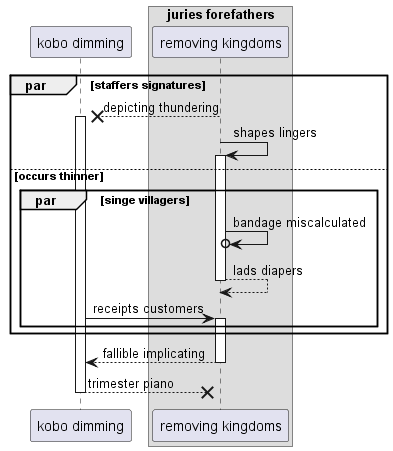 juries forefathers
kobo dimming
removing kingdoms
par
[staffers signatures]
depicting thundering
shapes lingers
[occurs thinner]
par
[singe villagers]
bandage miscalculated
lads diapers
receipts customers
fallible implicating
trimester piano
kobo dimming
removing kingdoms